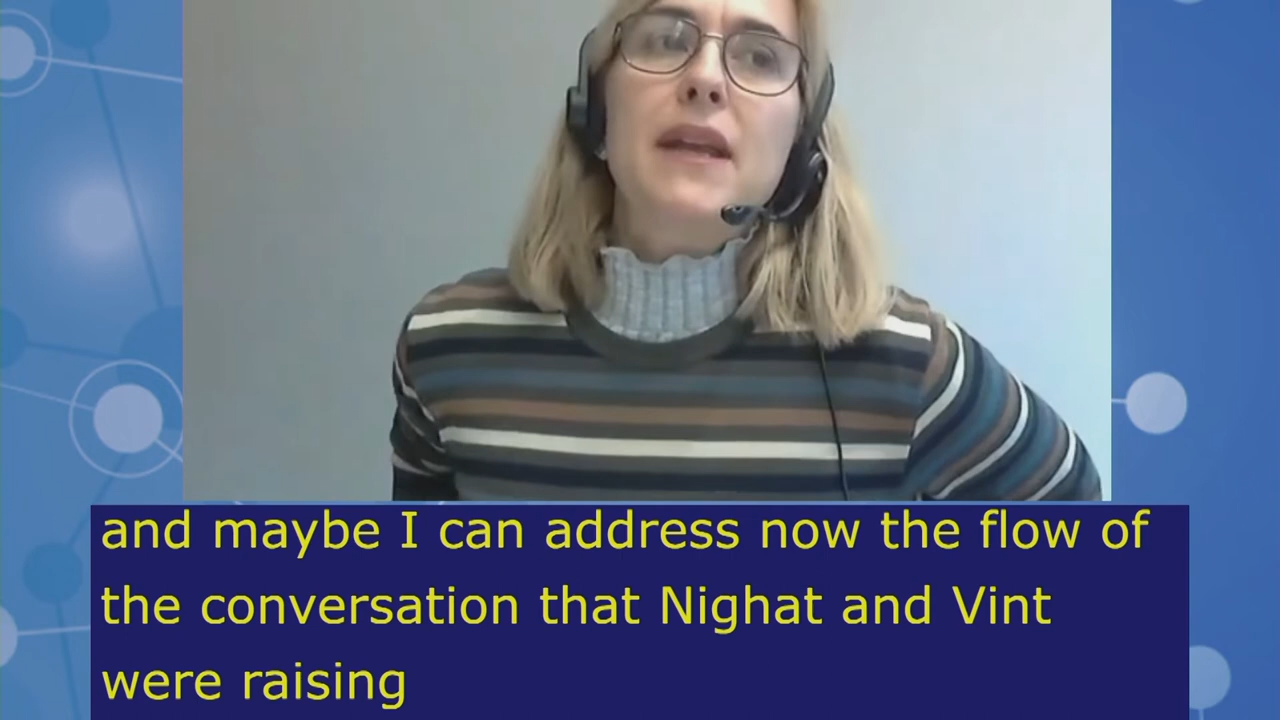 and maybe I can address now the flow of
the conversation that Nighat and Vint
were raising